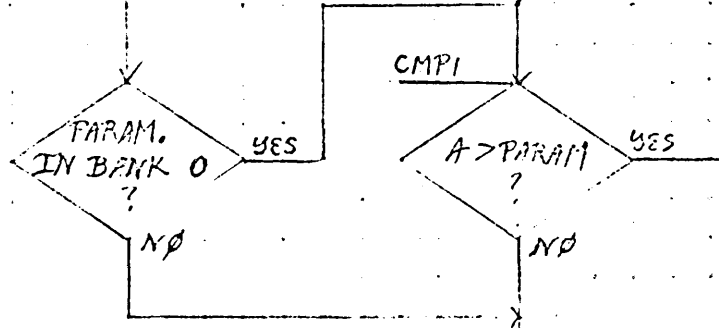 PARAM.
IN BANK 0
?
YES
NØ
CMP1
A > PARAM
?
YES
NØ